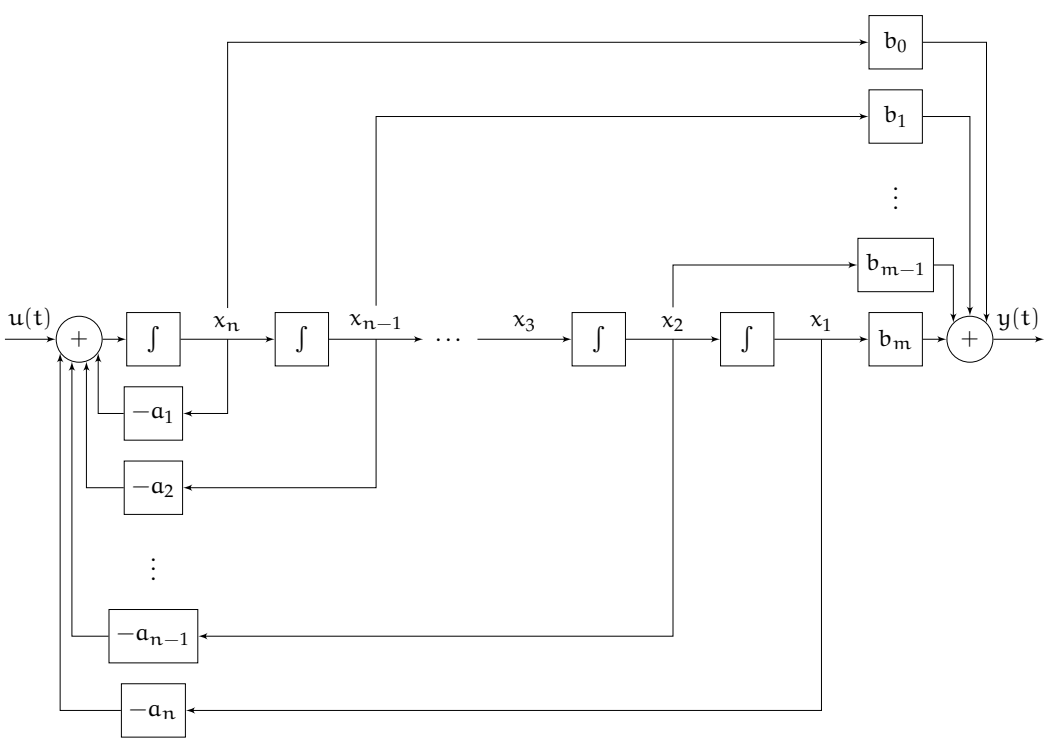 b₀
b₁
⋮
bₘ₋₁
u(t) + ∫ xₙ ∫ xₙ₋₁ ⋯ x₃ ∫ x₂ ∫ x₁ bₘ + y(t)
−a₁
−a₂
⋮
−aₙ₋₁
−aₙ